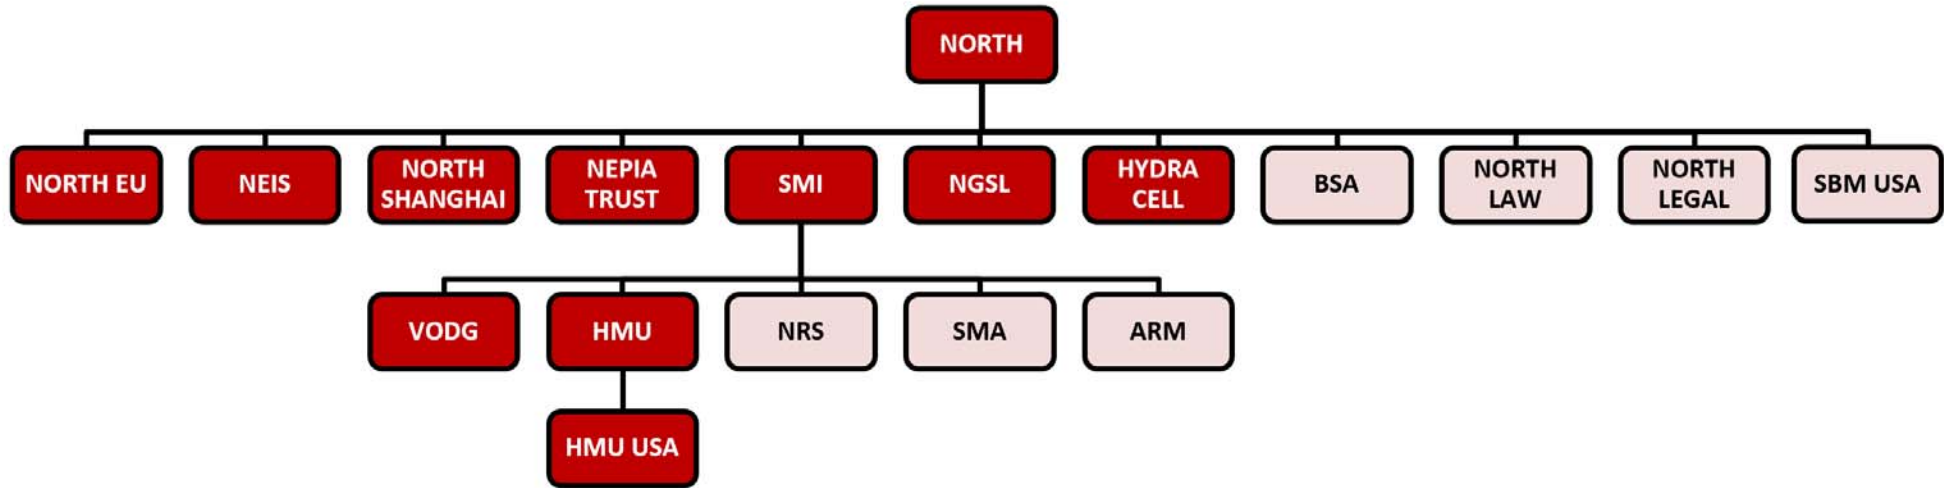 NORTH
NORTH EU
NEIS
NORTH
SHANGHAI
NEPIA
TRUST
SMI
NGSL
HYDRA
CELL
BSA
NORTH
LAW
NORTH
LEGAL
SBM USA
VODG
HMU
NRS
SMA
ARM
HMU USA